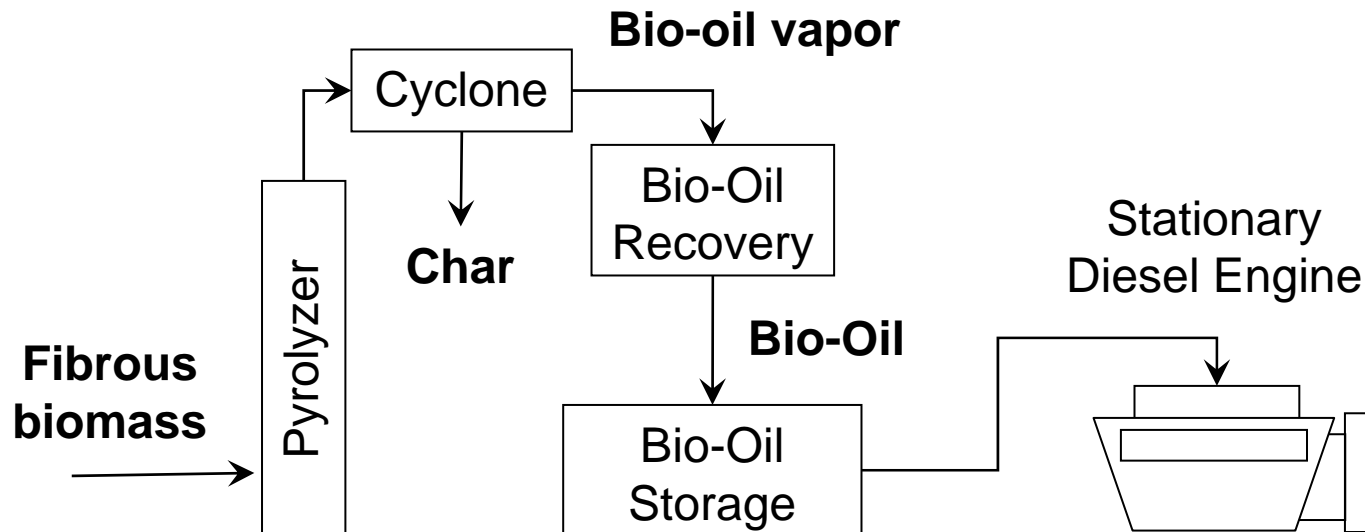 Bio-oil vapor
Cyclone
Bio-Oil
Recovery
Char
Stationary
Diesel Engine
Pyrolyzer
Bio-Oil
Fibrous
biomass
Bio-Oil
Storage